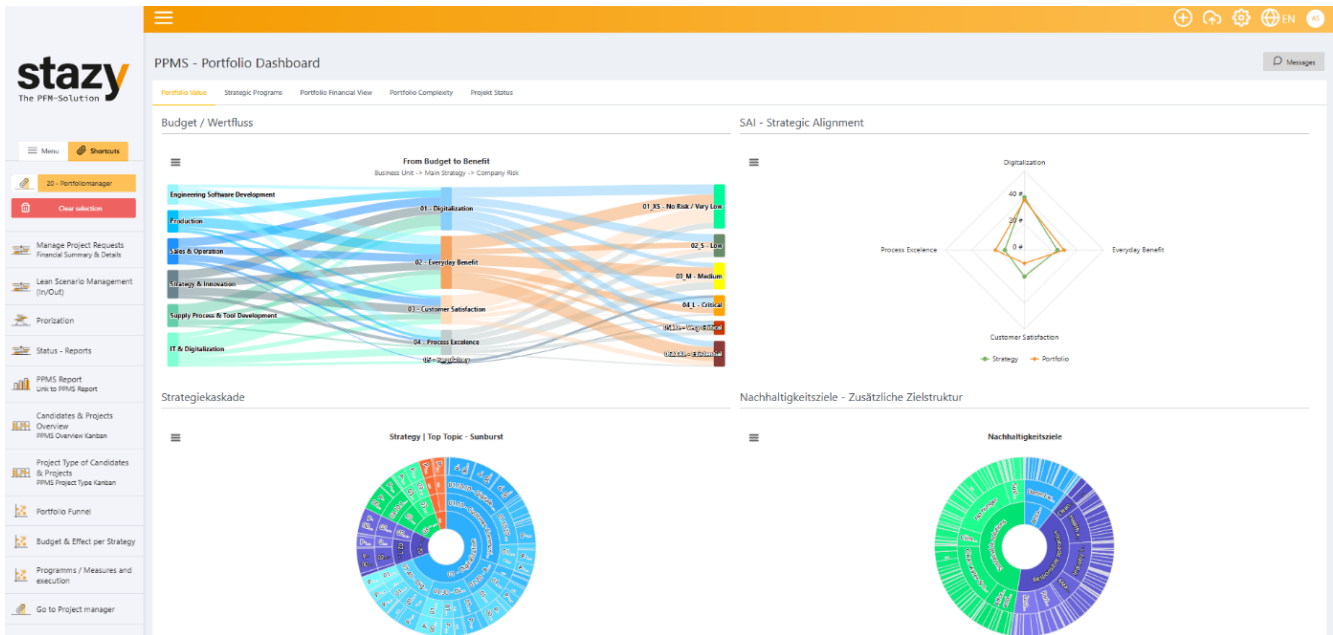 EN
AS
stazy
The PFM-Solution
PPMS - Portfolio Dashboard
Messages
Portfolio Value
Strategic Programs
Portfolio Financial View
Portfolio Complexity
Projekt Status
Menu
Shortcuts
20 - Portfoliomanager
Clear selection
Manage Project Requests
Financial Summary & Details
Lean Scenario Management
(In/Out)
Priorization
Status - Reports
PPMS Report
Link to PPMS Report
Candidates & Projects
Overview
PPMS Overview Kanban
Project Type of Candidates
& Projects
PPMS Project Type Kanban
Portfolio Funnel
Budget & Effect per Strategy
Programms / Measures and
execution
Go to Project manager
Budget / Wertfluss
From Budget to Benefit
Business Unit -> Main Strategy -> Company Risk
Engineering Software Development
Production
Sales & Operation
Strategy & Innovation
Supply Process & Tool Development
IT & Digitalization
01 - Digitalization
02 - Everyday Benefit
03 - Customer Satisfaction
04 - Process Excelence
01_XS - No Risk / Very Low
02_S - Low
03_M - Medium
04_L - Critical
SAI - Strategic Alignment
Digitalization
40 #
20 #
0 #
Process Excelence
Everyday Benefit
Customer Satisfaction
Strategy
Portfolio
Strategiekaskade
Strategy | Top Topic - Sunburst
Nachhaltigkeitsziele - Zusätzliche Zielstruktur
Nachhaltigkeitsziele